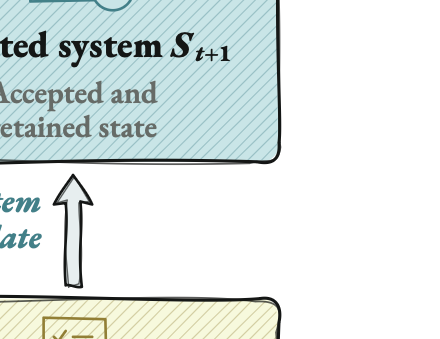 ted system S_{t+1}
Accepted and
etained state
tem
late